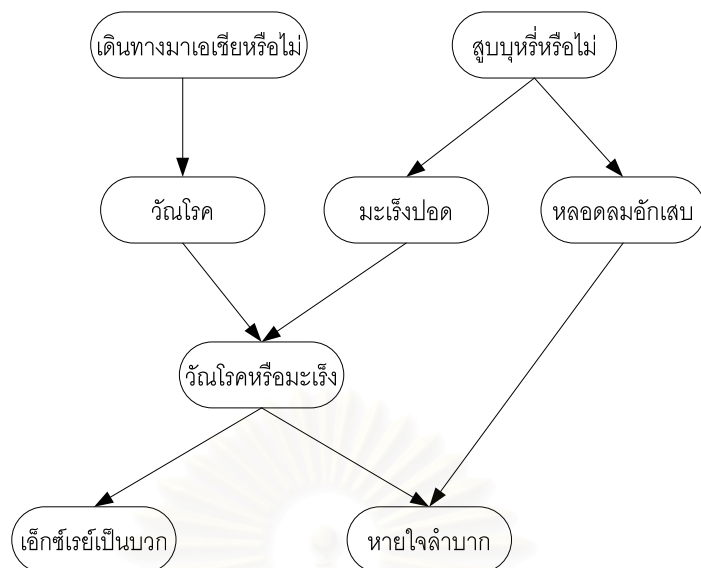 เดินทางมาเอเชียหรือไม่
สูบบุหรี่หรือไม่
วัณโรค
มะเร็งปอด
หลอดลมอักเสบ
วัณโรคหรือมะเร็ง
เอ็กซ์เรย์เป็นบวก
หายใจลำบาก